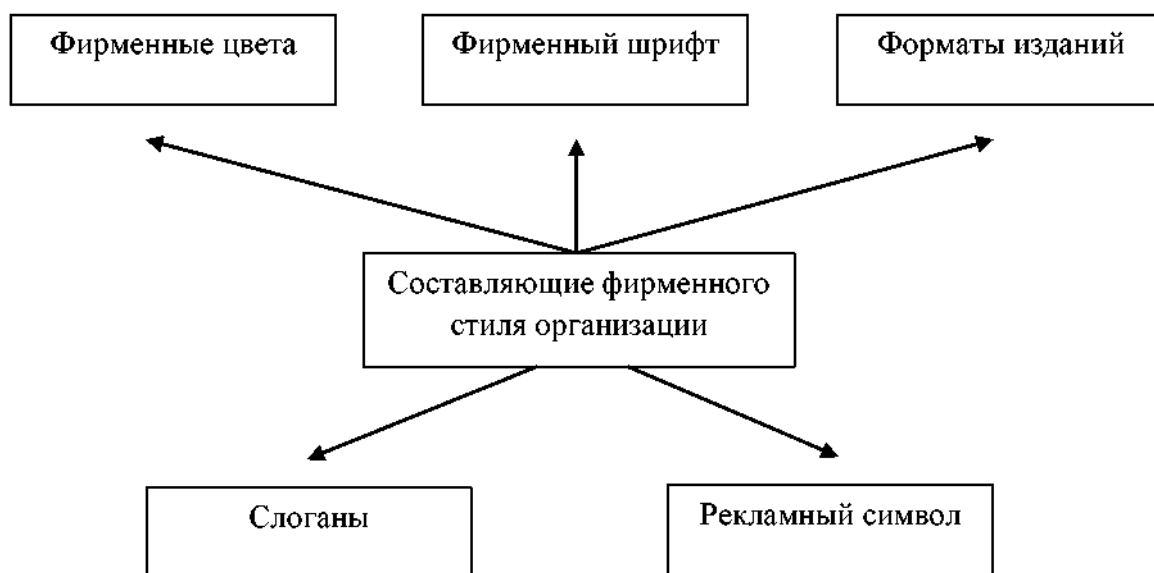 Фирменные цвета
Фирменный шрифт
Форматы изданий
Составляющие фирменного
стиля организации
Слоганы
Рекламный символ